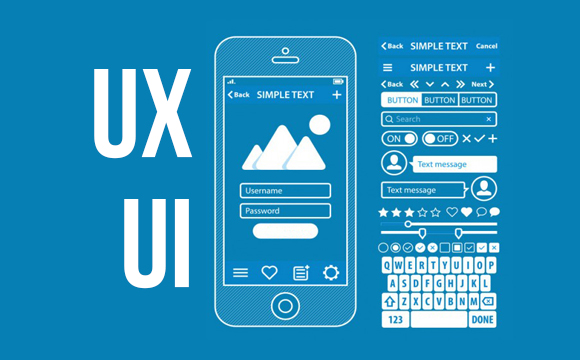 UX
UI
Back SIMPLE TEXT
Username
Password
Back SIMPLE TEXT Cancel
SIMPLE TEXT
Back Next
BUTTON BUTTON BUTTON
Search
ON OFF
Text message
Text message
Q W E R T Y U I O P
A S D F G H J K L
Z X C V B N M
123 DONE